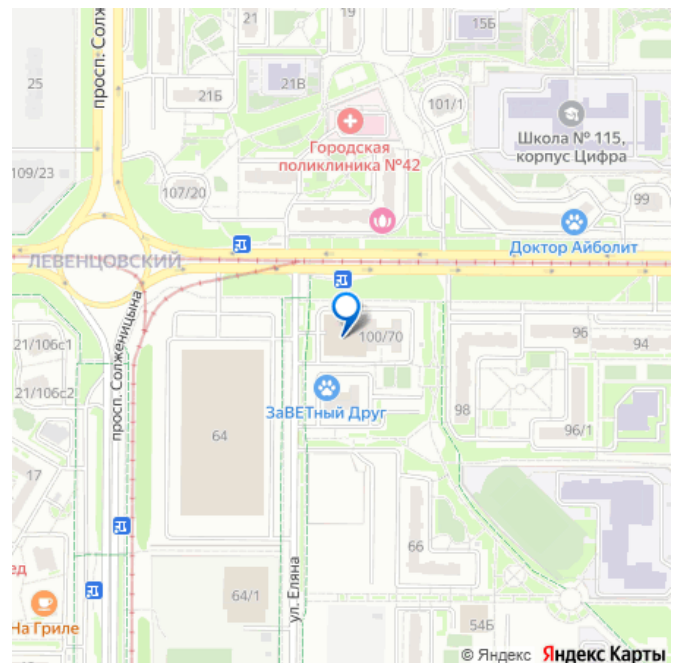 просп. Солж
25
21
19
15Б
21В
21Б
101/1
Городская
поликлиника №42
Школа № 115,
корпус Цифра
109/23
107/20
99
Доктор Айболит
ЛЕВЕНЦОВСКИЙ
просп. Солженицына
100/70
21/106с1
21/106с2
96
94
ЗаВЕТный Друг
98
96/1
64
17
66
ул. Еляна
ед
На Гриле
64/1
54Б
© Яндекс Яндекс Карты